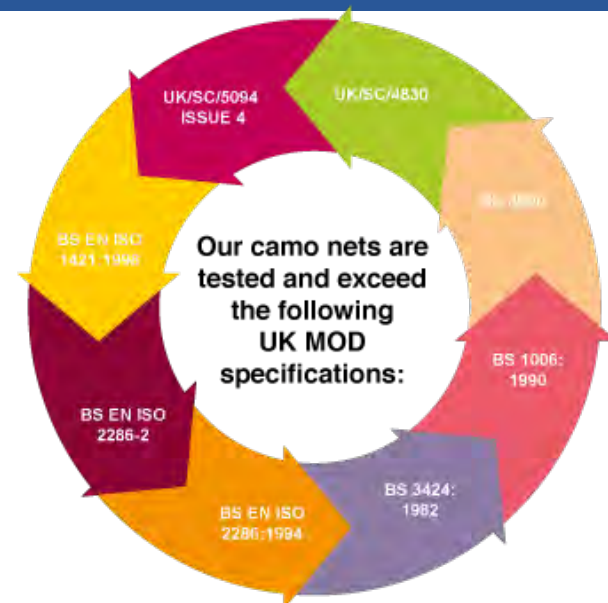 UK/SC/5094
ISSUE 4
UK/SC/4830
Our camo nets are
tested and exceed
the following
UK MOD
specifications:
BS EN ISO
BS 1006:
1990
BS EN ISO
2286-2
BS 3424:
1982
BS EN ISO
2286:1994